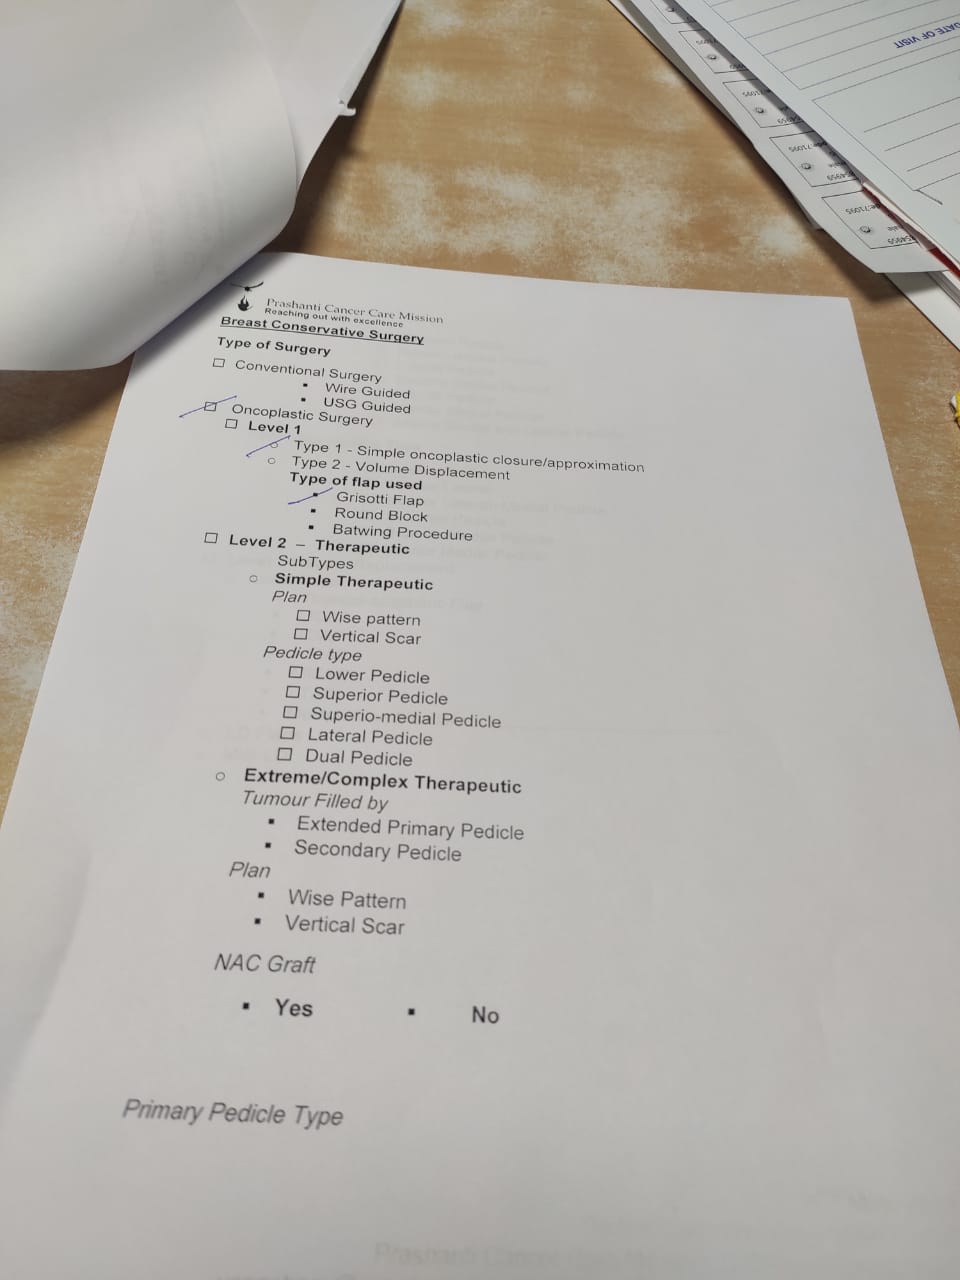 DATE OF VISIT
Prashanti Cancer Care Mission
Reaching out with excellence
Breast Conservative Surgery
Type of Surgery
☐ Conventional Surgery
▪ Wire Guided
▪ USG Guided
☐ Oncoplastic Surgery
☐ Level 1
○ Type 1 - Simple oncoplastic closure/approximation
○ Type 2 - Volume Displacement
Type of flap used
▪ Grisotti Flap
▪ Round Block
▪ Batwing Procedure
☐ Level 2 – Therapeutic
SubTypes
○ Simple Therapeutic
Plan
☐ Wise pattern
☐ Vertical Scar
Pedicle type
☐ Lower Pedicle
☐ Superior Pedicle
☐ Superio-medial Pedicle
☐ Lateral Pedicle
☐ Dual Pedicle
○ Extreme/Complex Therapeutic
Tumour Filled by
▪ Extended Primary Pedicle
▪ Secondary Pedicle
Plan
▪ Wise Pattern
▪ Vertical Scar
NAC Graft
▪ Yes ▪ No
Primary Pedicle Type